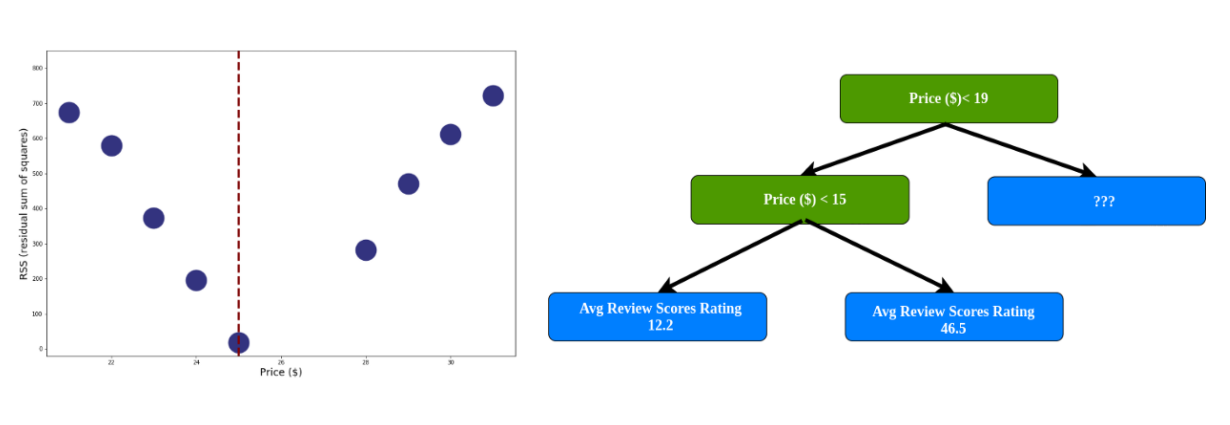 800
700
600
500
400
300
200
100
0
RSS (residual sum of squares)
22
24
26
28
30
Price ($)
Price ($)< 19
Price ($) < 15
???
Avg Review Scores Rating
12.2
Avg Review Scores Rating
46.5